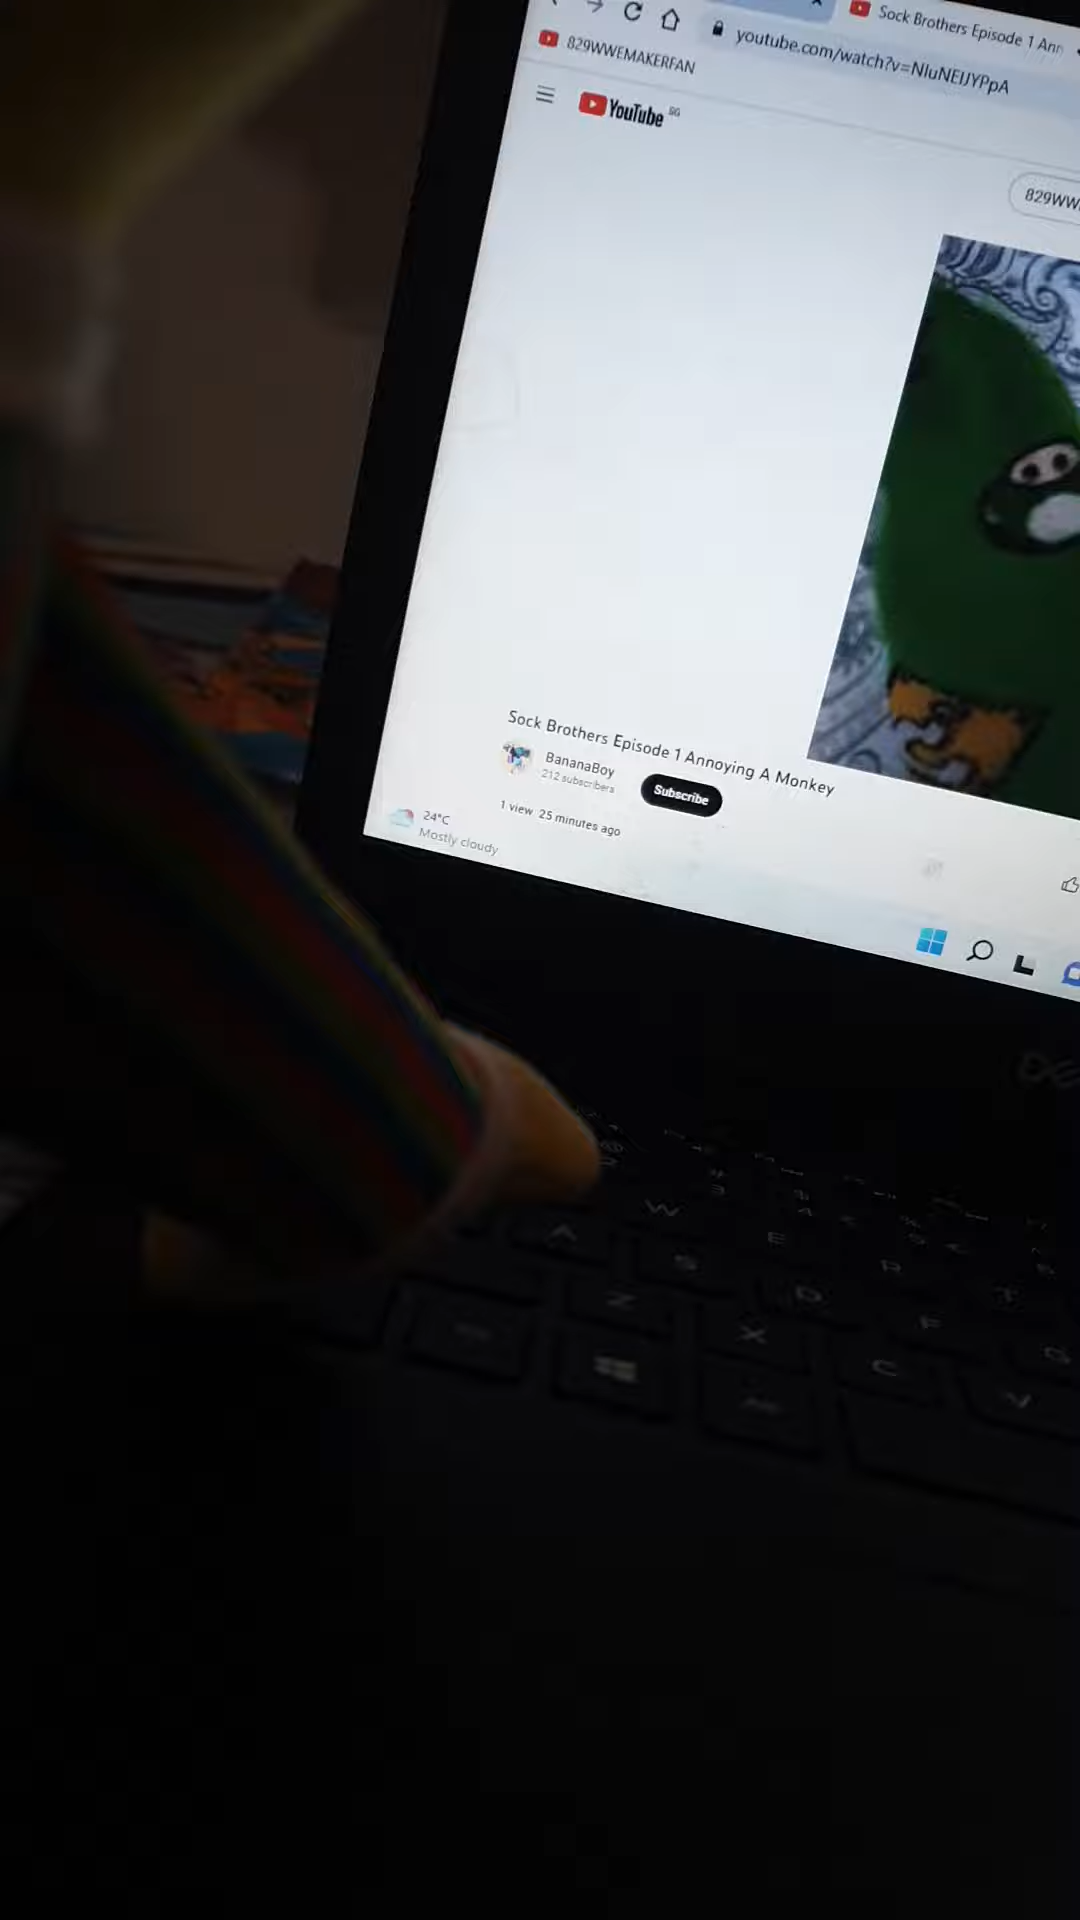 Sock Brothers Episode 1 Ann
youtube.com/watch?v=NluNEIJYPpA
829WWEMAKERFAN
YouTube SG
829WW
Sock Brothers Episode 1 Annoying A Monkey
BananaBoy
212 subscribers
Subscribe
1 view 25 minutes ago
24°C
Mostly cloudy
DE
W
E
R
T
A
S
D
F
G
Z
X
C
V